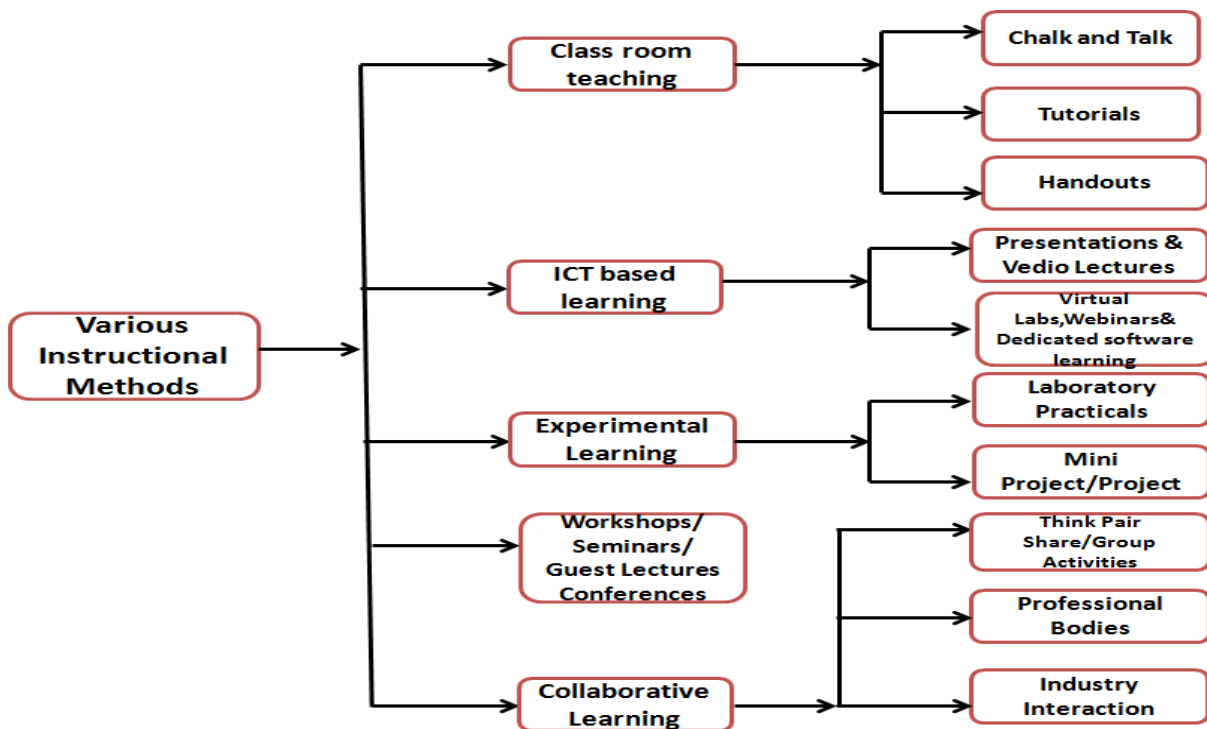 Various
Instructional
Methods
Class room
teaching
Chalk and Talk
Tutorials
Handouts
ICT based
learning
Presentations &
Vedio Lectures
Virtual
Labs,Webinars&
Dedicated software
learning
Experimental
Learning
Laboratory
Practicals
Mini
Project/Project
Workshops/
Seminars/
Guest Lectures
Conferences
Collaborative
Learning
Think Pair
Share/Group
Activities
Professional
Bodies
Industry
Interaction